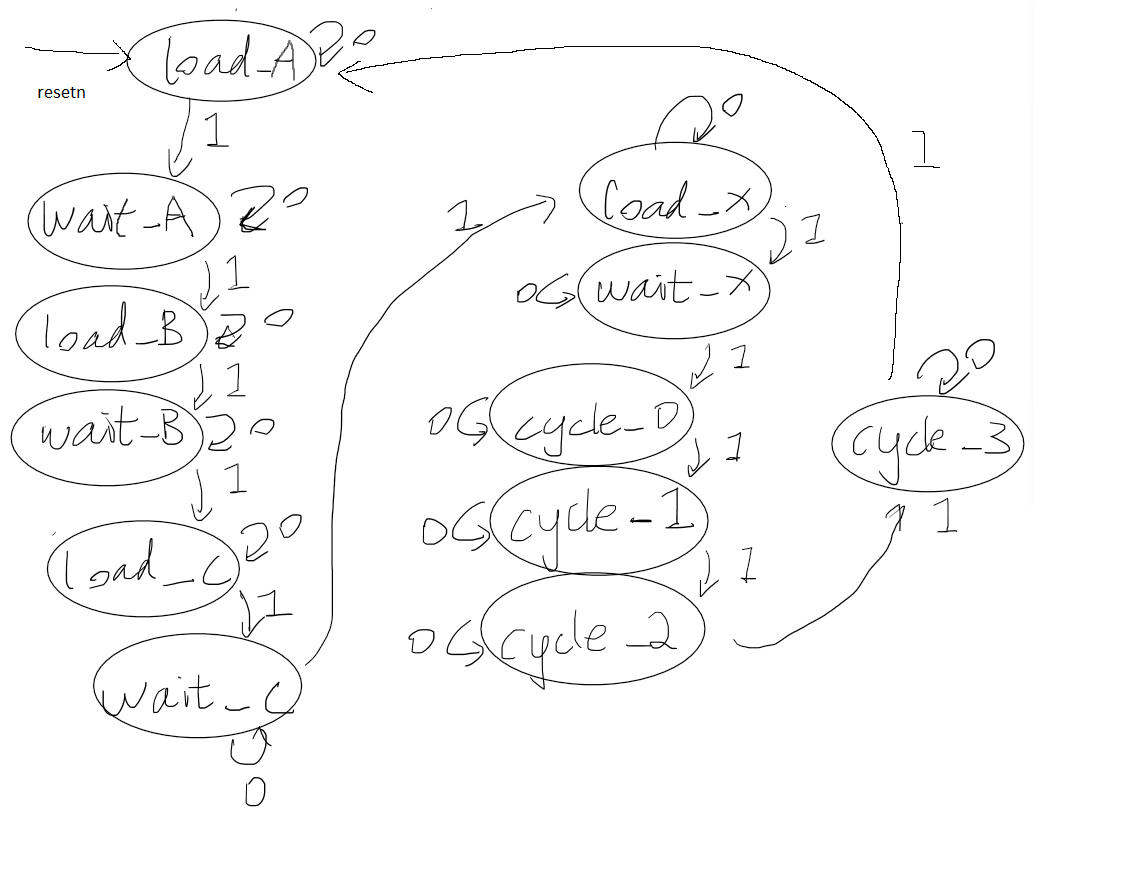 load_A 0
resetn
1
wait_A 0
1
load_B 0
1
wait_B 0
1
load_C 0
1
wait_C
0
1
0
load_x
1
0 wait_x
1
0 cycle_0
1
0 cycle_1
1
0 cycle_2
1
0
cycle_3
1